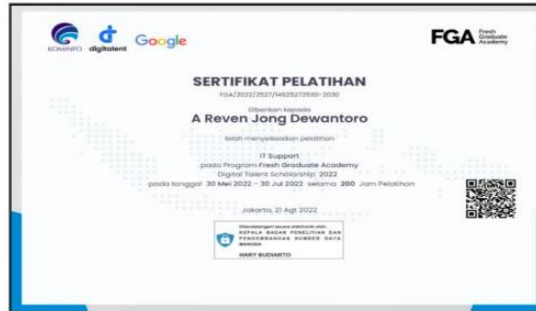 KOMINFO
digitalent
Google
FGA Fresh
Graduate
Academy
SERTIFIKAT PELATIHAN
Diberikan kepada
A Reven Jong Dewantoro
telah menyelesaikan pelatihan
IT Support
pada Program Fresh Graduate Academy
Digital Talent Scholarship 2022
pada tanggal 30 Mei 2022 - 30 Jul 2022 selama 200 Jam Pelatihan
Jakarta, 21 Agt 2022
Ditandatangani secara elektronik oleh:
KEPALA BADAN PENELITIAN DAN
PENGEMBANGAN SUMBER DAYA
MANUSIA
HARY BUDIARTO